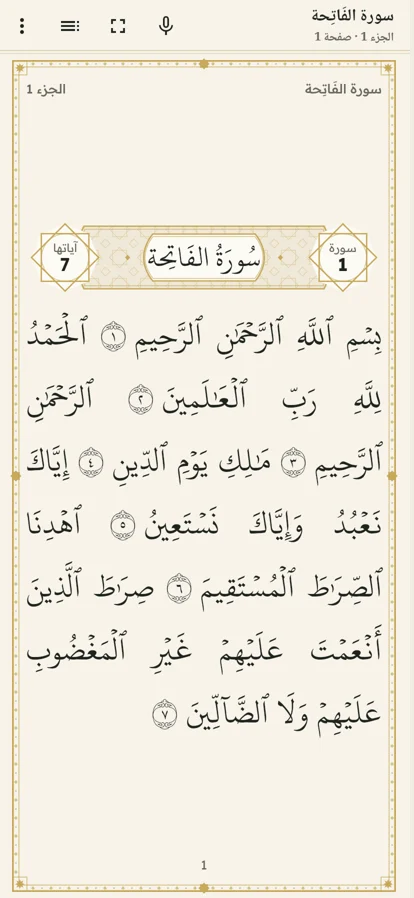 سورة الفَاتِحة
الجزء 1 · صفحة 1
سورة الفَاتِحة
الجزء 1
سورة
1
سُورَةُ الفَاتِحَة
آياتها
7
بِسۡمِ ٱللَّهِ ٱلرَّحۡمَٰنِ ٱلرَّحِيمِ ١ ٱلۡحَمۡدُ
لِلَّهِ رَبِّ ٱلۡعَٰلَمِينَ ٢ ٱلرَّحۡمَٰنِ
ٱلرَّحِيمِ ٣ مَٰلِكِ يَوۡمِ ٱلدِّينِ ٤ إِيَّاكَ
نَعۡبُدُ وَإِيَّاكَ نَسۡتَعِينُ ٥ ٱهۡدِنَا
ٱلصِّرَٰطَ ٱلۡمُسۡتَقِيمَ ٦ صِرَٰطَ ٱلَّذِينَ
أَنۡعَمۡتَ عَلَيۡهِمۡ غَيۡرِ ٱلۡمَغۡضُوبِ
عَلَيۡهِمۡ وَلَا ٱلضَّآلِّينَ ٧
1